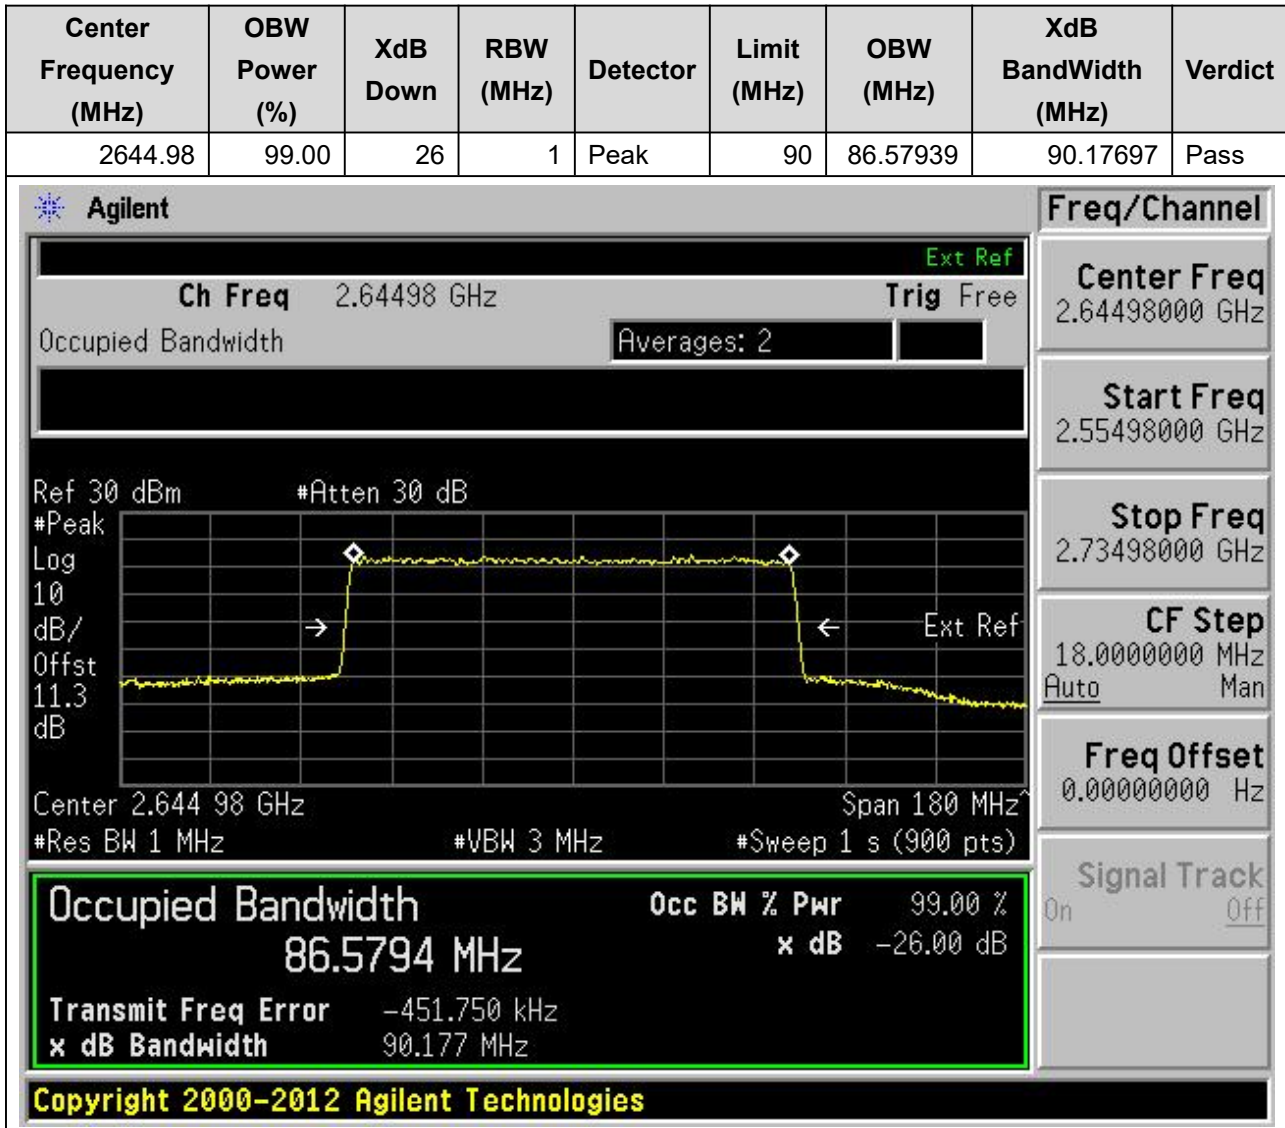 Center Frequency (MHz) OBW Power (%) XdB Down RBW (MHz) Detector Limit (MHz) OBW (MHz) XdB BandWidth (MHz) Verdict
2644.98 99.00 26 1 Peak 90 86.57939 90.17697 Pass
Agilent
Freq/Channel
Ext Ref
Ch Freq 2.64498 GHz Trig Free
Occupied Bandwidth Averages: 2
Center Freq
2.64498000 GHz
Start Freq
2.55498000 GHz
Stop Freq
2.73498000 GHz
CF Step
18.0000000 MHz
Auto Man
Freq Offset
0.00000000 Hz
Signal Track
On Off
Ref 30 dBm #Atten 30 dB
#Peak
Log
10
dB/
Offst
11.3
dB
Ext Ref
Center 2.644 98 GHz Span 180 MHz^
#Res BW 1 MHz #VBW 3 MHz #Sweep 1 s (900 pts)
Occupied Bandwidth Occ BW % Pwr 99.00 %
86.5794 MHz x dB -26.00 dB
Transmit Freq Error -451.750 kHz
x dB Bandwidth 90.177 MHz
Copyright 2000-2012 Agilent Technologies